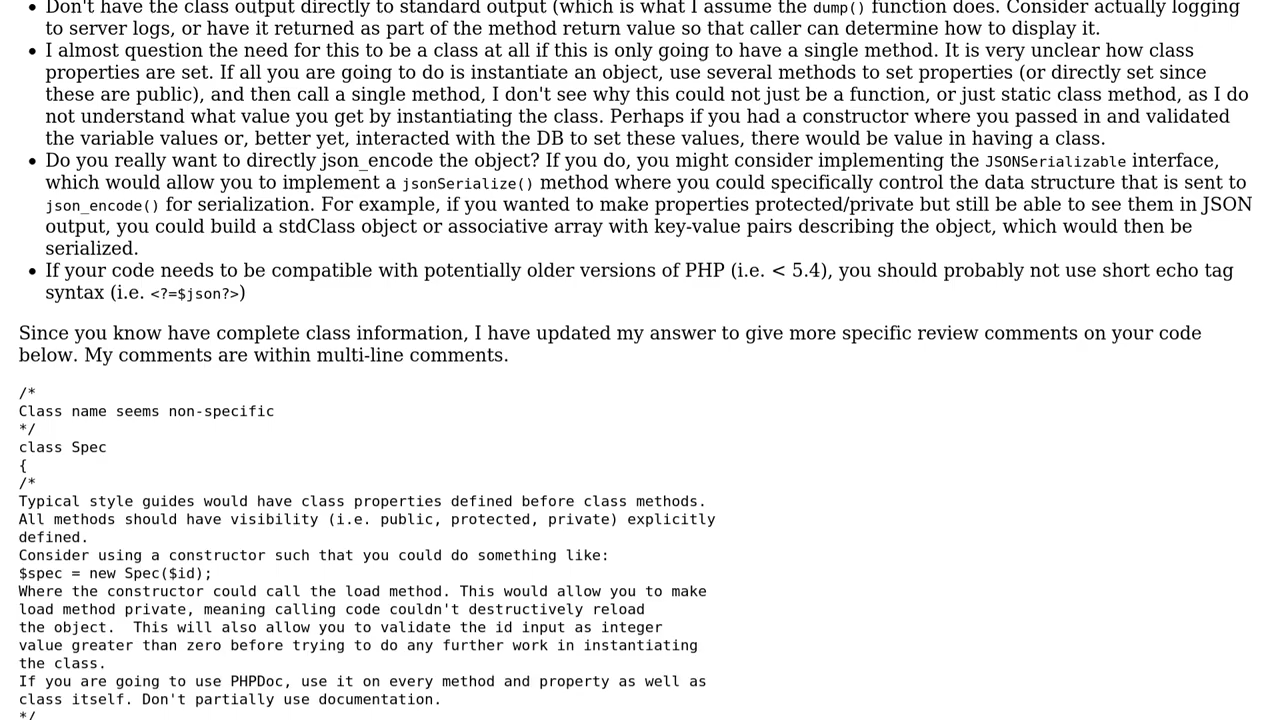 • Don't have the class output directly to standard output (which is what I assume the dump() function does. Consider actually logging
to server logs, or have it returned as part of the method return value so that caller can determine how to display it.
• I almost question the need for this to be a class at all if this is only going to have a single method. It is very unclear how class
properties are set. If all you are going to do is instantiate an object, use several methods to set properties (or directly set since
these are public), and then call a single method, I don't see why this could not just be a function, or just static class method, as I do
not understand what value you get by instantiating the class. Perhaps if you had a constructor where you passed in and validated
the variable values or, better yet, interacted with the DB to set these values, there would be value in having a class.
• Do you really want to directly json_encode the object? If you do, you might consider implementing the JSONSerializable interface,
which would allow you to implement a jsonSerialize() method where you could specifically control the data structure that is sent to
json_encode() for serialization. For example, if you wanted to make properties protected/private but still be able to see them in JSON
output, you could build a stdClass object or associative array with key-value pairs describing the object, which would then be
serialized.
• If your code needs to be compatible with potentially older versions of PHP (i.e. < 5.4), you should probably not use short echo tag
syntax (i.e. <?=$json?>)
Since you know have complete class information, I have updated my answer to give more specific review comments on your code
below. My comments are within multi-line comments.
/*
Class name seems non-specific
*/
class Spec
{
/*
Typical style guides would have class properties defined before class methods.
All methods should have visibility (i.e. public, protected, private) explicitly
defined.
Consider using a constructor such that you could do something like:
$spec = new Spec($id);
Where the constructor could call the load method. This would allow you to make
load method private, meaning calling code couldn't destructively reload
the object.  This will also allow you to validate the id input as integer
value greater than zero before trying to do any further work in instantiating
the class.
If you are going to use PHPDoc, use it on every method and property as well as
class itself. Don't partially use documentation.
*/